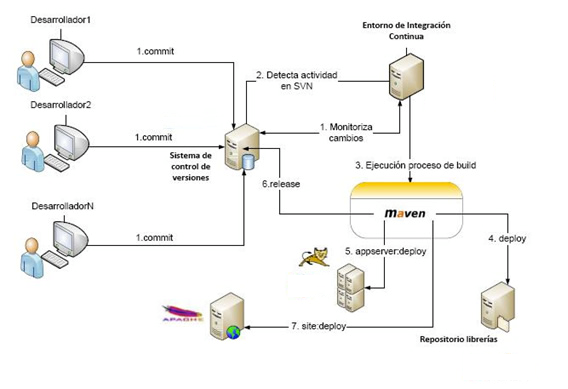 Desarrollador1
Entorno de Integración
Continua
1.commit
2. Detecta actividad
en SVN
Desarrollador2
1.commit
1. Monitoriza
cambios
Sistema de
control de
versiones
3. Ejecución proceso de build
6.release
DesarrolladorN
maven
1.commit
5. appserver:deploy
4. deploy
APACHE
7. site:deploy
Repositorio librerías